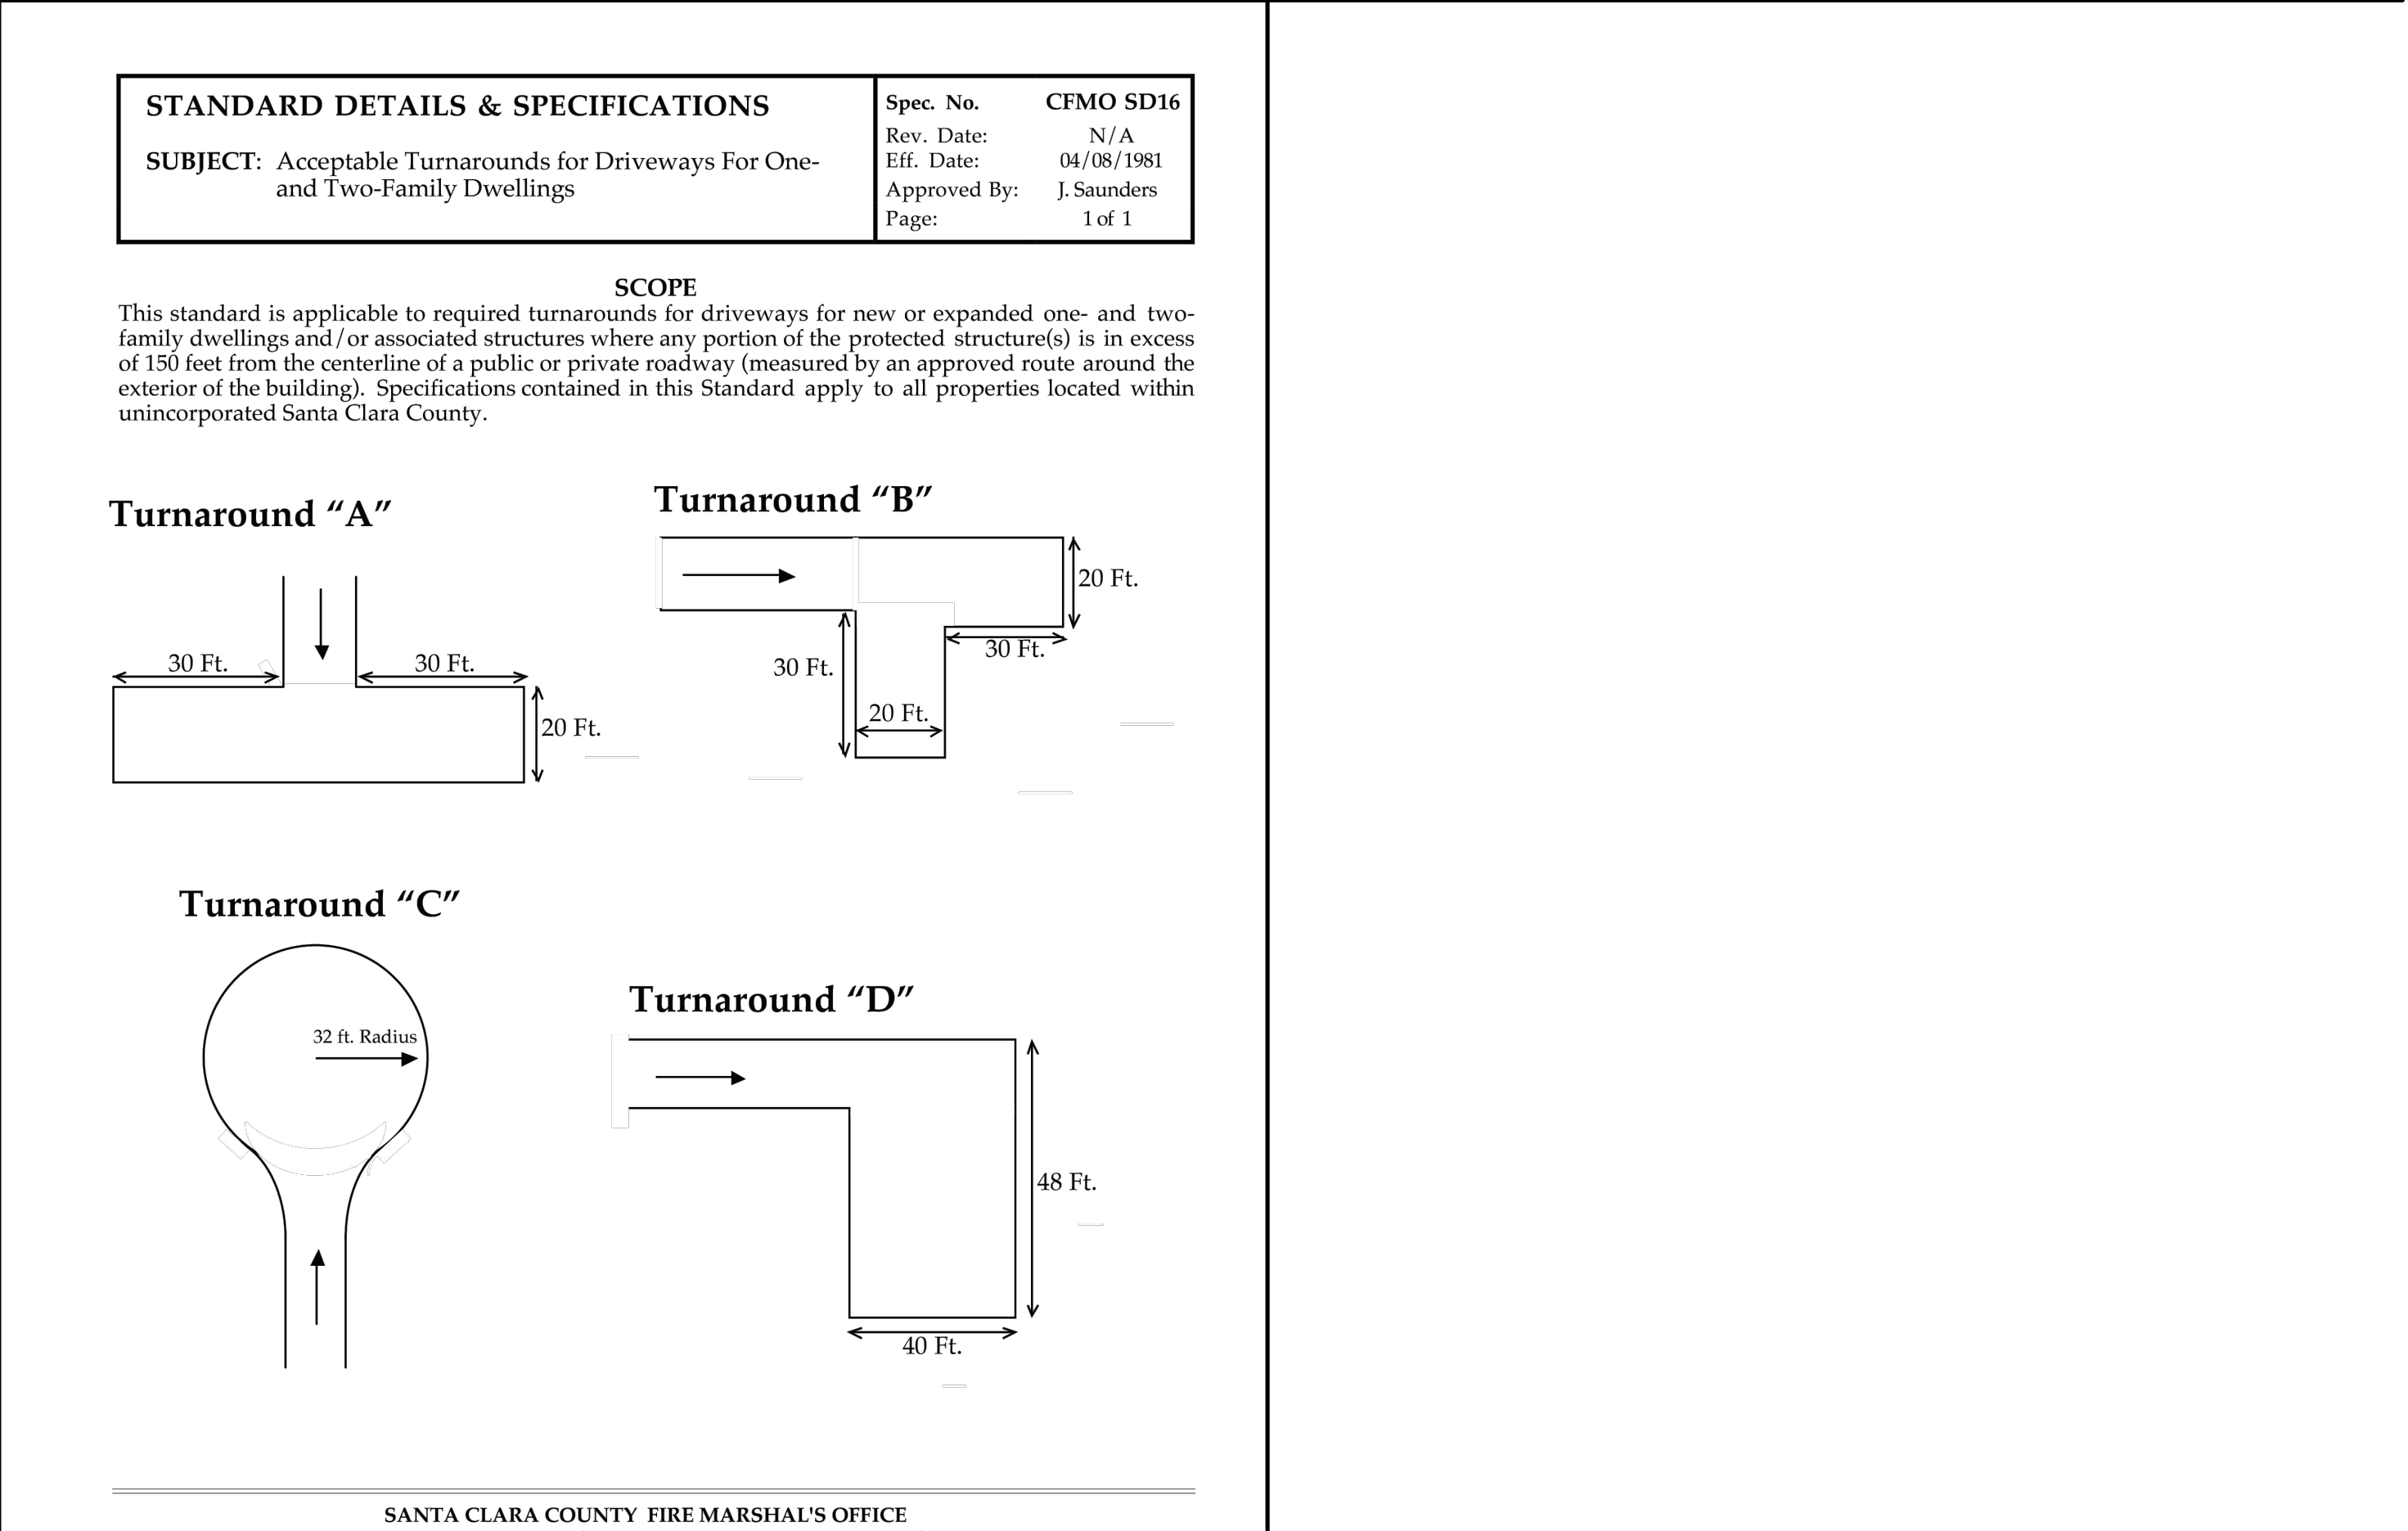 STANDARD DETAILS & SPECIFICATIONS
SUBJECT: Acceptable Turnarounds for Driveways For One-
and Two-Family Dwellings
Spec. No. CFMO SD16
Rev. Date: N/A
Eff. Date: 04/08/1981
Approved By: J. Saunders
Page: 1 of 1
SCOPE
This standard is applicable to required turnarounds for driveways for new or expanded one- and two-
family dwellings and/or associated structures where any portion of the protected structure(s) is in excess
of 150 feet from the centerline of a public or private roadway (measured by an approved route around the
exterior of the building). Specifications contained in this Standard apply to all properties located within
unincorporated Santa Clara County.
Turnaround “A”
30 Ft.
30 Ft.
20 Ft.
Turnaround “B”
20 Ft.
30 Ft.
30 Ft.
20 Ft.
Turnaround “C”
32 ft. Radius
Turnaround “D”
48 Ft.
40 Ft.
SANTA CLARA COUNTY FIRE MARSHAL'S OFFICE